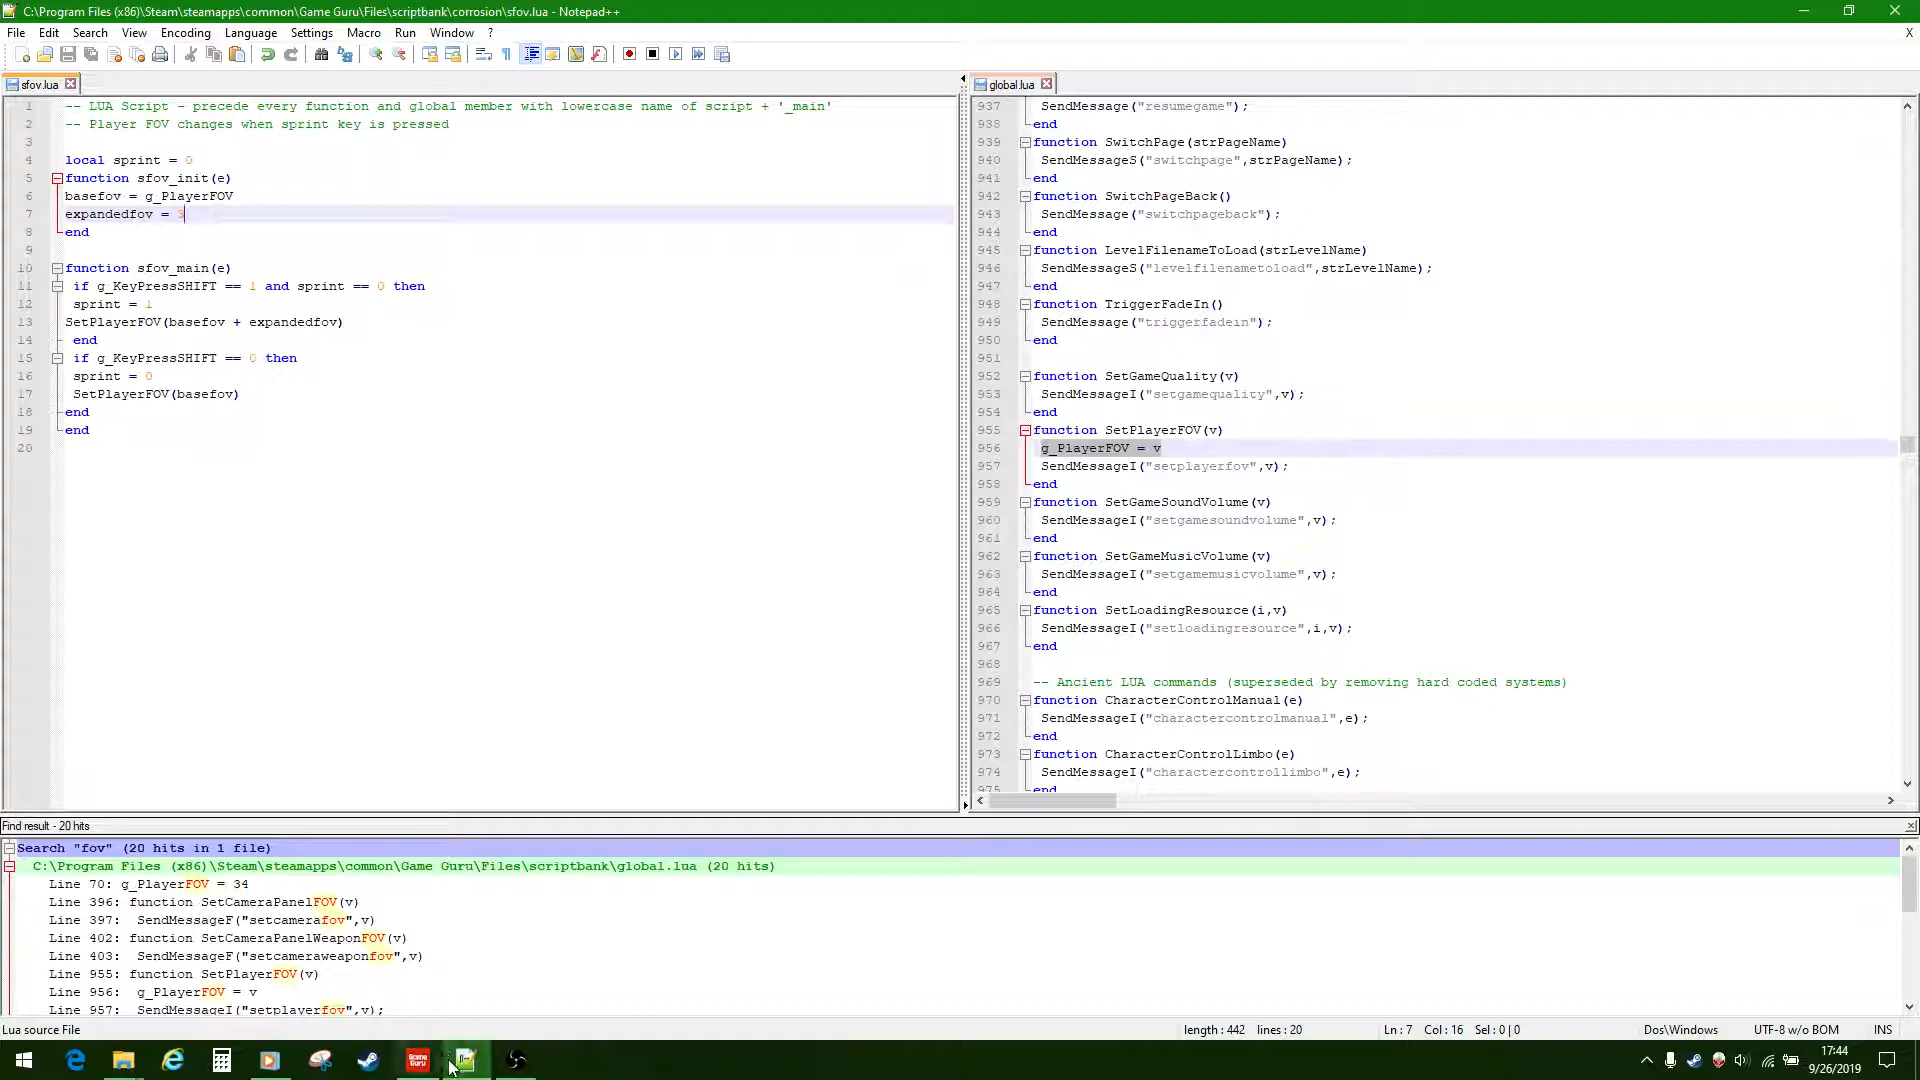 C:\Program Files (x86)\Steam\steamapps\common\Game Guru\Files\scriptbank\corrosion\sfov.lua - Notepad++
File Edit Search View Encoding Language Settings Macro Run Window ? X
sfov.lua
1 -- LUA Script - precede every function and global member with lowercase name of script + '_main'
2 -- Player FOV changes when sprint key is pressed
3
4 local sprint = 0
5 function sfov_init(e)
6 basefov = g_PlayerFOV
7 expandedfov = 3
8 end
9
10 function sfov_main(e)
11 if g_KeyPressSHIFT == 1 and sprint == 0 then
12 sprint = 1
13 SetPlayerFOV(basefov + expandedfov)
14 end
15 if g_KeyPressSHIFT == 0 then
16 sprint = 0
17 SetPlayerFOV(basefov)
18 end
19 end
20
global.lua
937 SendMessage("resumegame");
938 end
939 function SwitchPage(strPageName)
940 SendMessageS("switchpage",strPageName);
941 end
942 function SwitchPageBack()
943 SendMessage("switchpageback");
944 end
945 function LevelFilenameToLoad(strLevelName)
946 SendMessageS("levelfilenametoload",strLevelName);
947 end
948 function TriggerFadeIn()
949 SendMessage("triggerfadein");
950 end
951
952 function SetGameQuality(v)
953 SendMessageI("setgamequality",v);
954 end
955 function SetPlayerFOV(v)
956 g_PlayerFOV = v
957 SendMessageI("setplayerfov",v);
958 end
959 function SetGameSoundVolume(v)
960 SendMessageI("setgamesoundvolume",v);
961 end
962 function SetGameMusicVolume(v)
963 SendMessageI("setgamemusicvolume",v);
964 end
965 function SetLoadingResource(i,v)
966 SendMessageI("setloadingresource",i,v);
967 end
968
969 -- Ancient LUA commands (superseded by removing hard coded systems)
970 function CharacterControlManual(e)
971 SendMessageI("charactercontrolmanual",e);
972 end
973 function CharacterControlLimbo(e)
974 SendMessageI("charactercontrollimbo",e);
975 end
Find result - 20 hits
Search "fov" (20 hits in 1 file)
C:\Program Files (x86)\Steam\steamapps\common\Game Guru\Files\scriptbank\global.lua (20 hits)
Line 70: g_PlayerFOV = 34
Line 396: function SetCameraPanelFOV(v)
Line 397: SendMessageF("setcamerafov",v)
Line 402: function SetCameraPanelWeaponFOV(v)
Line 403: SendMessageF("setcameraweaponfov",v)
Line 955: function SetPlayerFOV(v)
Line 956: g_PlayerFOV = v
Line 957: SendMessageI("setplayerfov",v);
Lua source File length : 442 lines : 20 Ln : 7 Col : 16 Sel : 0 | 0 Dos\Windows UTF-8 w/o BOM INS
Game Guru
17:44
9/26/2019